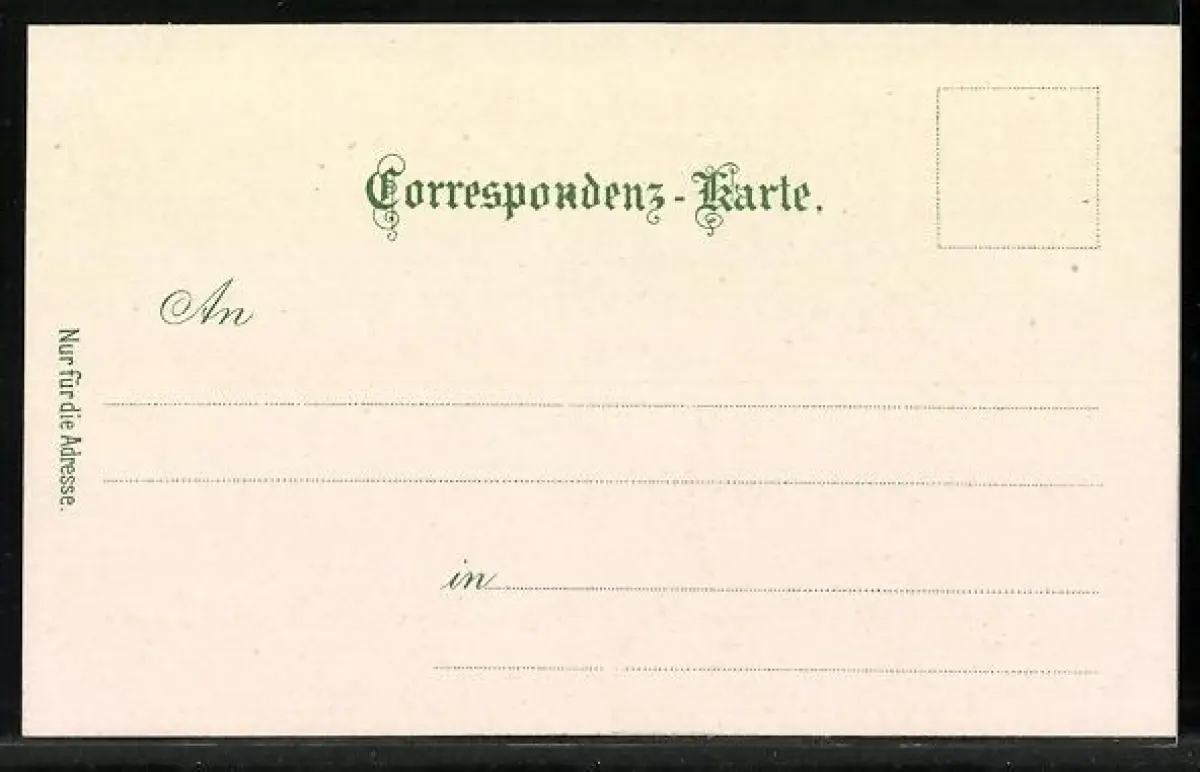 Correspondenz-Karte.
An
in
Nur für die Adresse.